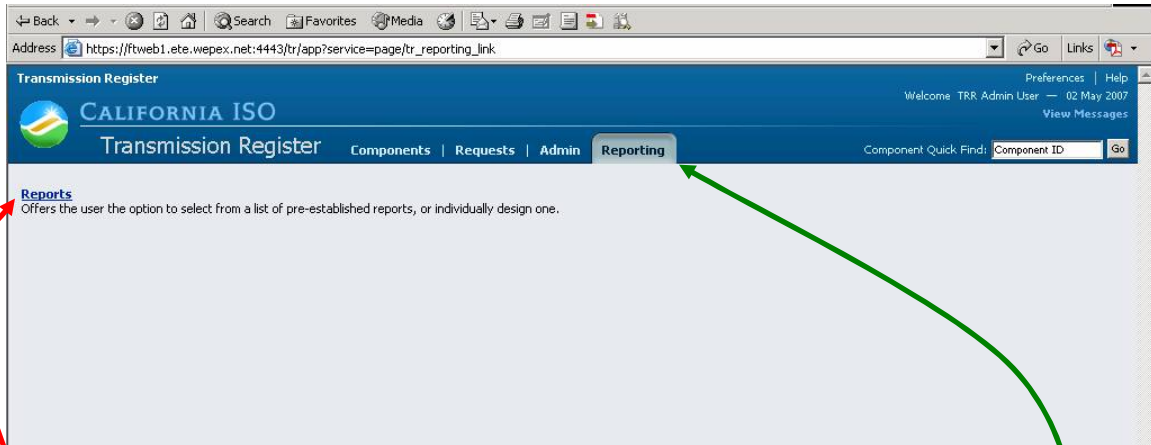 Back Search Favorites Media
Address https://ftweb1.ete.wepex.net:4443/tr/app?service=page/tr_reporting_link Go Links
Transmission Register Preferences | Help
Welcome TRR Admin User — 02 May 2007
CALIFORNIA ISO View Messages
Transmission Register Components | Requests | Admin Reporting Component Quick Find: Component ID Go
Reports
Offers the user the option to select from a list of pre-established reports, or individually design one.